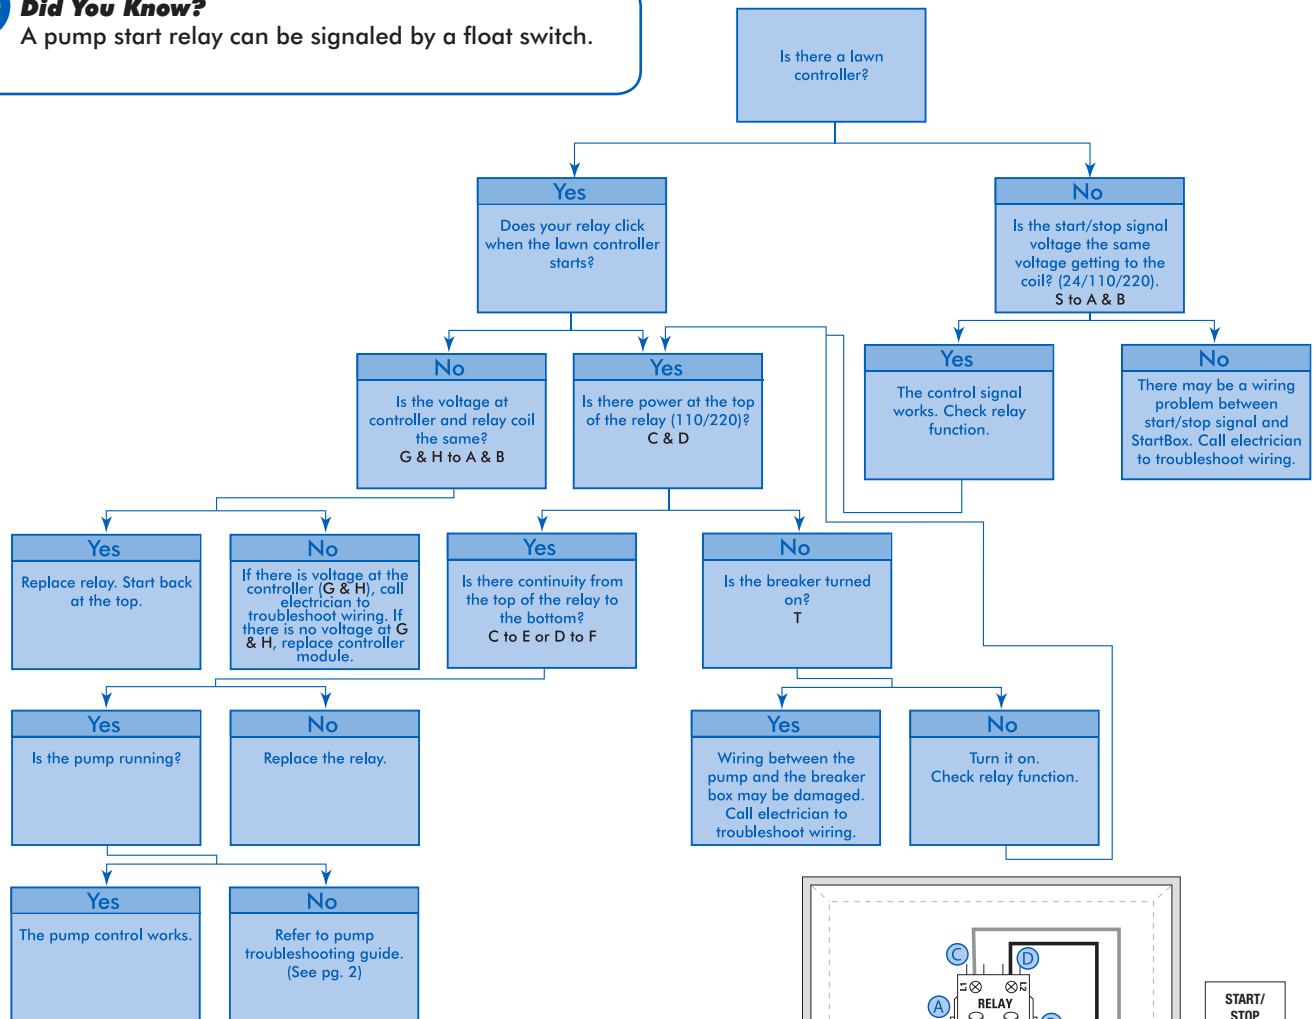 Did You Know?
A pump start relay can be signaled by a float switch.
Is there a lawn
controller?
Yes
Does your relay click
when the lawn controller
starts?
No
Is the start/stop signal
voltage the same
voltage getting to the
coil? (24/110/220).
S to A & B
No
Is the voltage at
controller and relay coil
the same?
G & H to A & B
Yes
Is there power at the top
of the relay (110/220)?
C & D
Yes
The control signal
works. Check relay
function.
No
There may be a wiring
problem between
start/stop signal and
StartBox. Call electrician
to troubleshoot wiring.
Yes
Replace relay. Start back
at the top.
No
If there is voltage at the
controller (G & H), call
electrician to
troubleshoot wiring. If
there is no voltage at G
& H, replace controller
module.
Yes
Is there continuity from
the top of the relay to
the bottom?
C to E or D to F
No
Is the breaker turned
on?
T
Yes
Is the pump running?
No
Replace the relay.
Yes
Wiring between the
pump and the breaker
box may be damaged.
Call electrician to
troubleshoot wiring.
No
Turn it on.
Check relay function.
Yes
The pump control works.
No
Refer to pump
troubleshooting guide.
(See pg. 2)
C
D
L1
L2
A
RELAY
START/
STOP